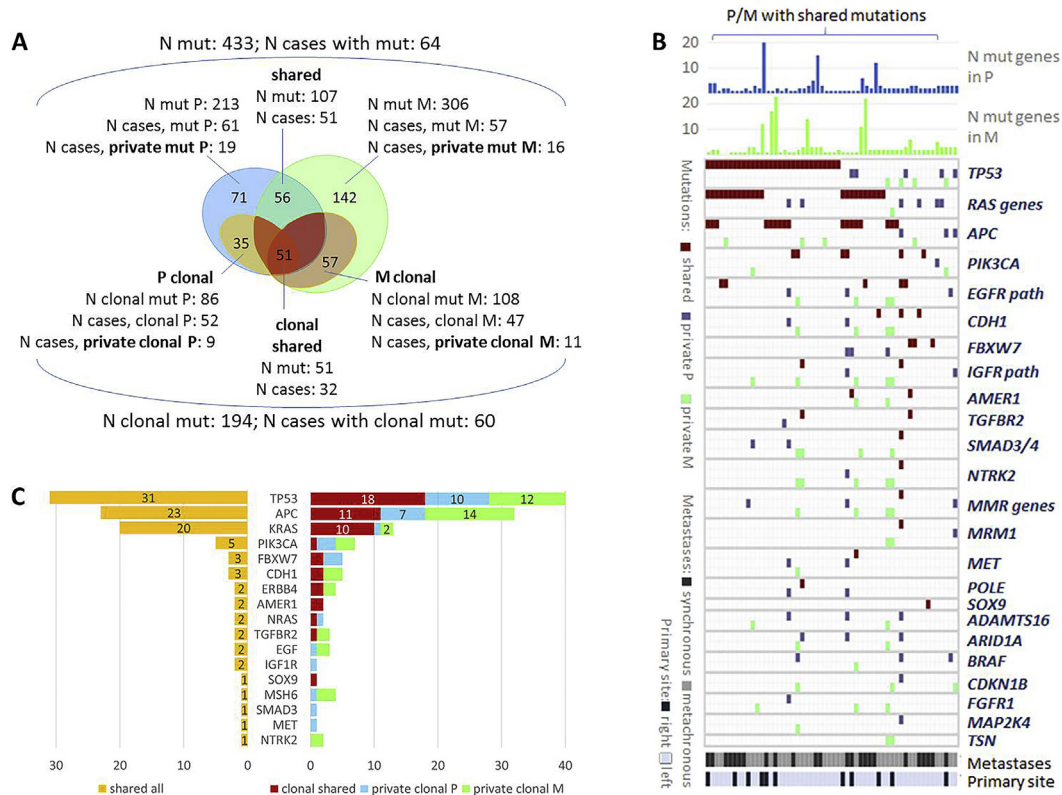 A
N mut: 433; N cases with mut: 64
shared
N mut: 107
N cases: 51
N mut P: 213
N cases, mut P: 61
N cases, private mut P: 19
N mut M: 306
N cases, mut M: 57
N cases, private mut M: 16
71
56
142
35
51
57
P clonal
N clonal mut P: 86
N cases, clonal P: 52
N cases, private clonal P: 9
clonal
shared
N mut: 51
N cases: 32
M clonal
N clonal mut M: 108
N cases, clonal M: 47
N cases, private clonal M: 11
N clonal mut: 194; N cases with clonal mut: 60
B
P/M with shared mutations
20
10
N mut genes
in P
20
10
N mut genes
in M
Mutations: shared private P private M
Metastases: synchronous metachronous
Primary site: right left
TP53
RAS genes
APC
PIK3CA
EGFR path
CDH1
FBXW7
IGFR path
AMER1
TGFBR2
SMAD3/4
NTRK2
MMR genes
MRM1
MET
POLE
SOX9
ADAMTS16
ARID1A
BRAF
CDKN1B
FGFR1
MAP2K4
TSN
Metastases
Primary site
C
31 TP53 18 10 12
23 APC 11 7 14
20 KRAS 10 2
5 PIK3CA
3 FBXW7
3 CDH1
2 ERBB4
2 AMER1
2 NRAS
2 TGFBR2
2 EGF
2 IGF1R
1 SOX9
1 MSH6
1 SMAD3
1 MET
1 NTRK2
30 20 10 0 0 10 20 30 40
shared all clonal shared private clonal P private clonal M